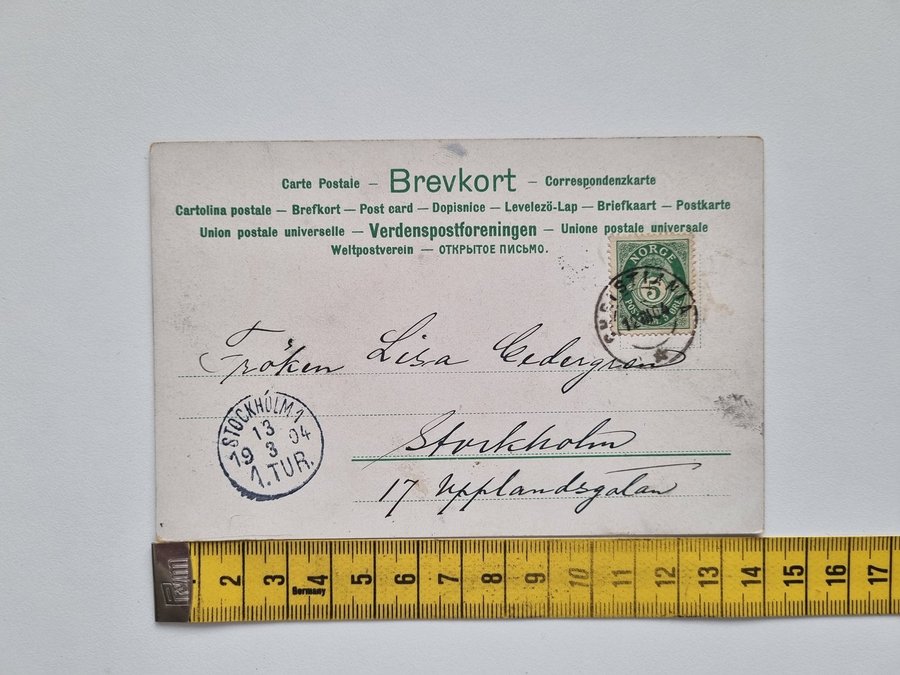 Carte Postale – Brevkort – Correspondenzkarte
Cartolina postale – Brefkort – Post card – Dopisnice – Levelezö-Lap – Briefkaart – Postkarte
Union postale universelle – Verdenspostforeningen – Unione postale universale
Weltpostverein – ОТКРЫТОЕ ПИСЬМО.
NORGE
5
CHRISTIANIA
Fröken Lisa Cedergren
STOCKHOLM 1
13
19 3 04
1.TUR.
Stockholm
17 Upplandsgatan
2 3 4 5 6 7 8 9 10 11 12 13 14 15 16 17
Germany